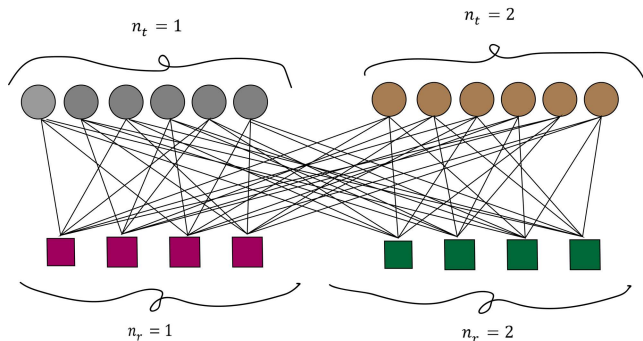 n_t = 1
n_t = 2
n_r = 1
n_r = 2